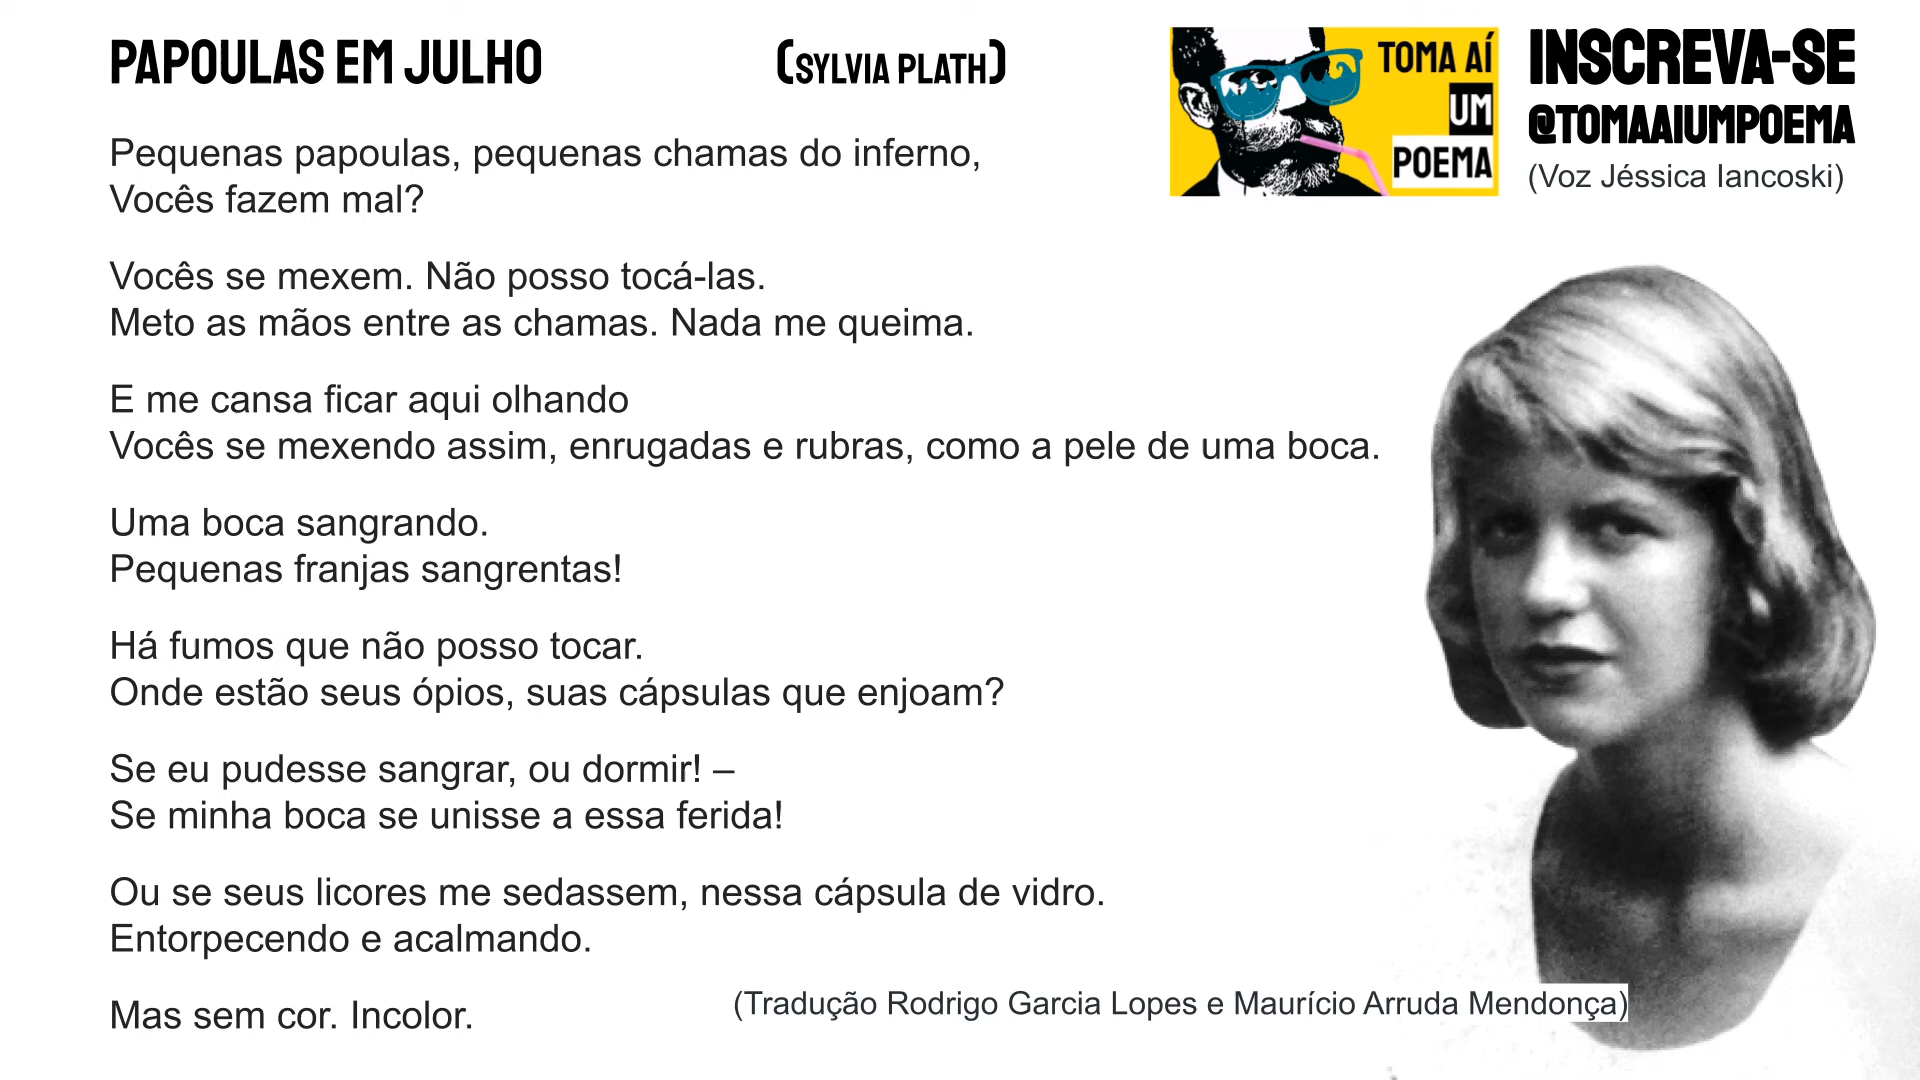 PAPOULAS EM JULHO
(SYLVIA PLATH)
TOMA AÍ
UM
POEMA
INSCREVA-SE
@TOMAAIUMPOEMA
(Voz Jéssica Iancoski)
Pequenas papoulas, pequenas chamas do inferno,
Vocês fazem mal?
Vocês se mexem. Não posso tocá-las.
Meto as mãos entre as chamas. Nada me queima.
E me cansa ficar aqui olhando
Vocês se mexendo assim, enrugadas e rubras, como a pele de uma boca.
Uma boca sangrando.
Pequenas franjas sangrentas!
Há fumos que não posso tocar.
Onde estão seus ópios, suas cápsulas que enjoam?
Se eu pudesse sangrar, ou dormir! –
Se minha boca se unisse a essa ferida!
Ou se seus licores me sedassem, nessa cápsula de vidro.
Entorpecendo e acalmando.
Mas sem cor. Incolor.
(Tradução Rodrigo Garcia Lopes e Maurício Arruda Mendonça)